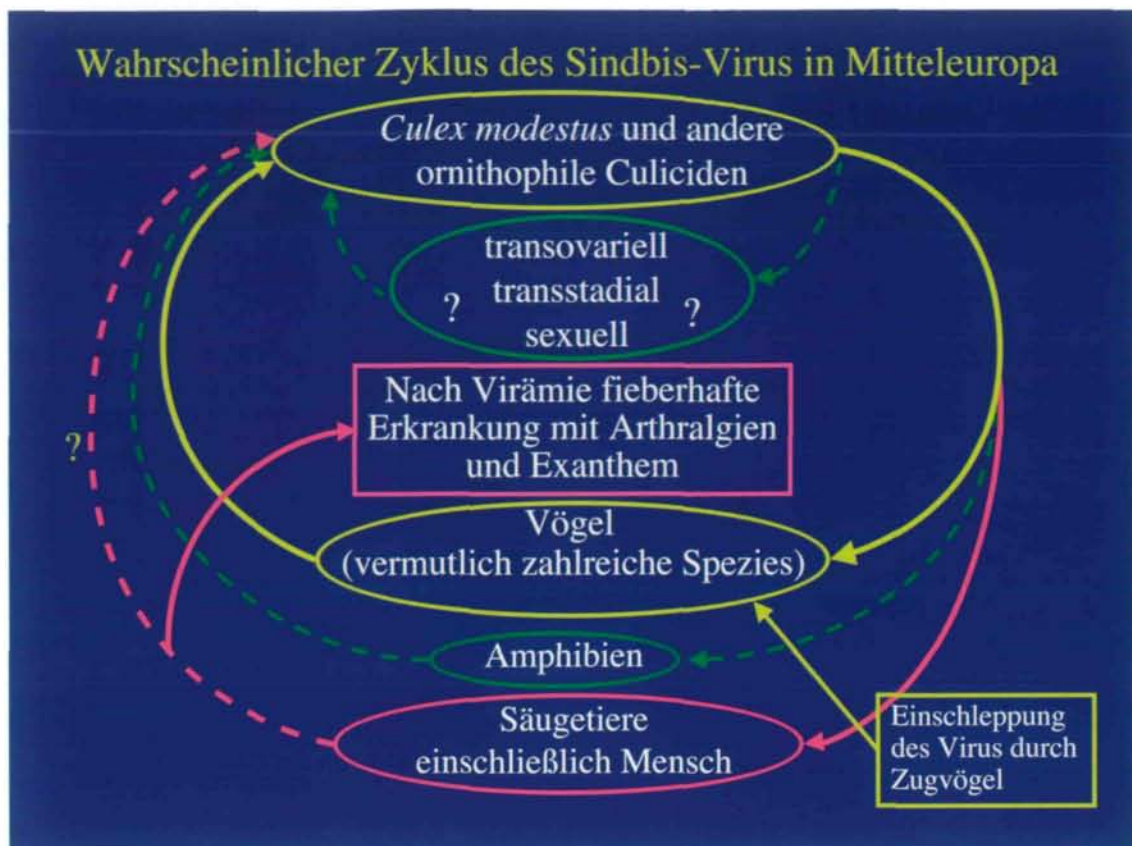 Wahrscheinlicher Zyklus des Sindbis-Virus in Mitteleuropa
Culex modestus und andere
ornithophile Culiciden
transovariell
? transstadial ?
sexuell
Nach Virämie fieberhafte
Erkrankung mit Arthralgien
und Exanthem
?
Vögel
(vermutlich zahlreiche Spezies)
Amphibien
Säugetiere
einschließlich Mensch
Einschleppung
des Virus durch
Zugvögel